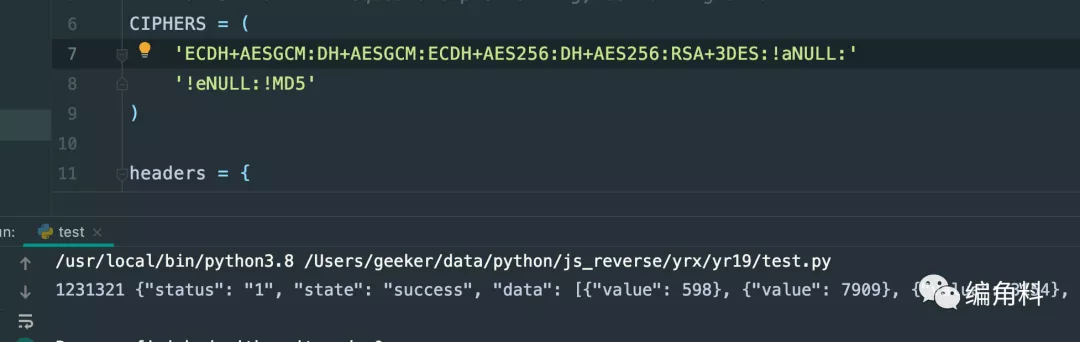 6 CIPHERS = (
7 'ECDH+AESGCM:DH+AESGCM:ECDH+AES256:DH+AES256:RSA+3DES:!aNULL:'
8 '!eNULL:!MD5'
9 )
10
11 headers = {
un: test ×
/usr/local/bin/python3.8 /Users/geeker/data/python/js_reverse/yrx/yr19/test.py
1231321 {"status": "1", "state": "success", "data": [{"value": 598}, {"value": 7909}, {
编角料